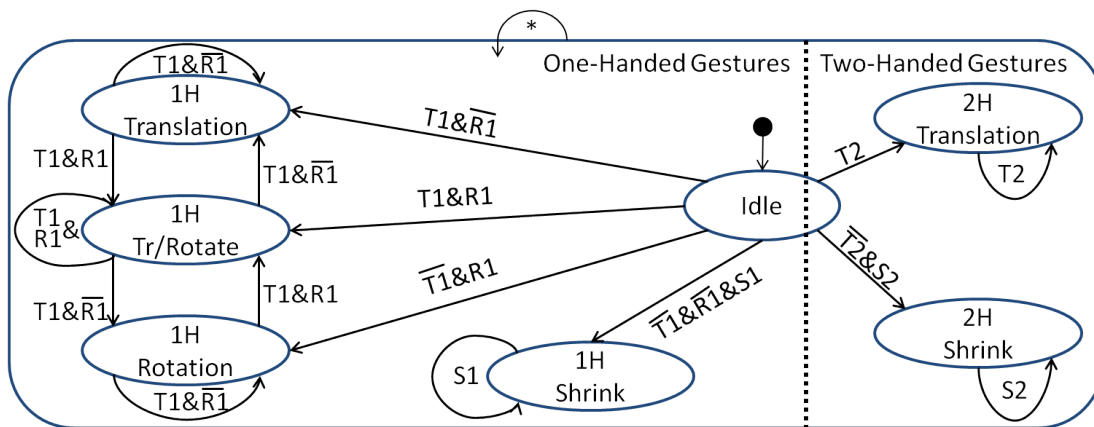 *
One-Handed Gestures
Two-Handed Gestures
T1&R̅1̅
1H
Translation
T1&R1
T1&R̅1̅
T1&R̅1̅
2H
Translation
T2
T2
T1
R1&
1H
Tr/Rotate
T1&R1
Idle
T̅1̅&R1
T̅2̅&S2
T1&R̅1̅
T1&R1
T̅1&R̅1&S1
1H
Rotation
T1&R̅1̅
S1
1H
Shrink
2H
Shrink
S2